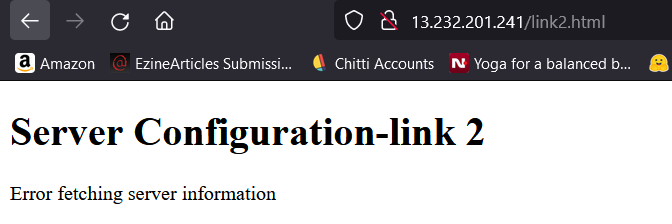 13.232.201.241/link2.html
Amazon EzineArticles Submissi... Chitti Accounts Yoga for a balanced b...
Server Configuration-link 2
Error fetching server information